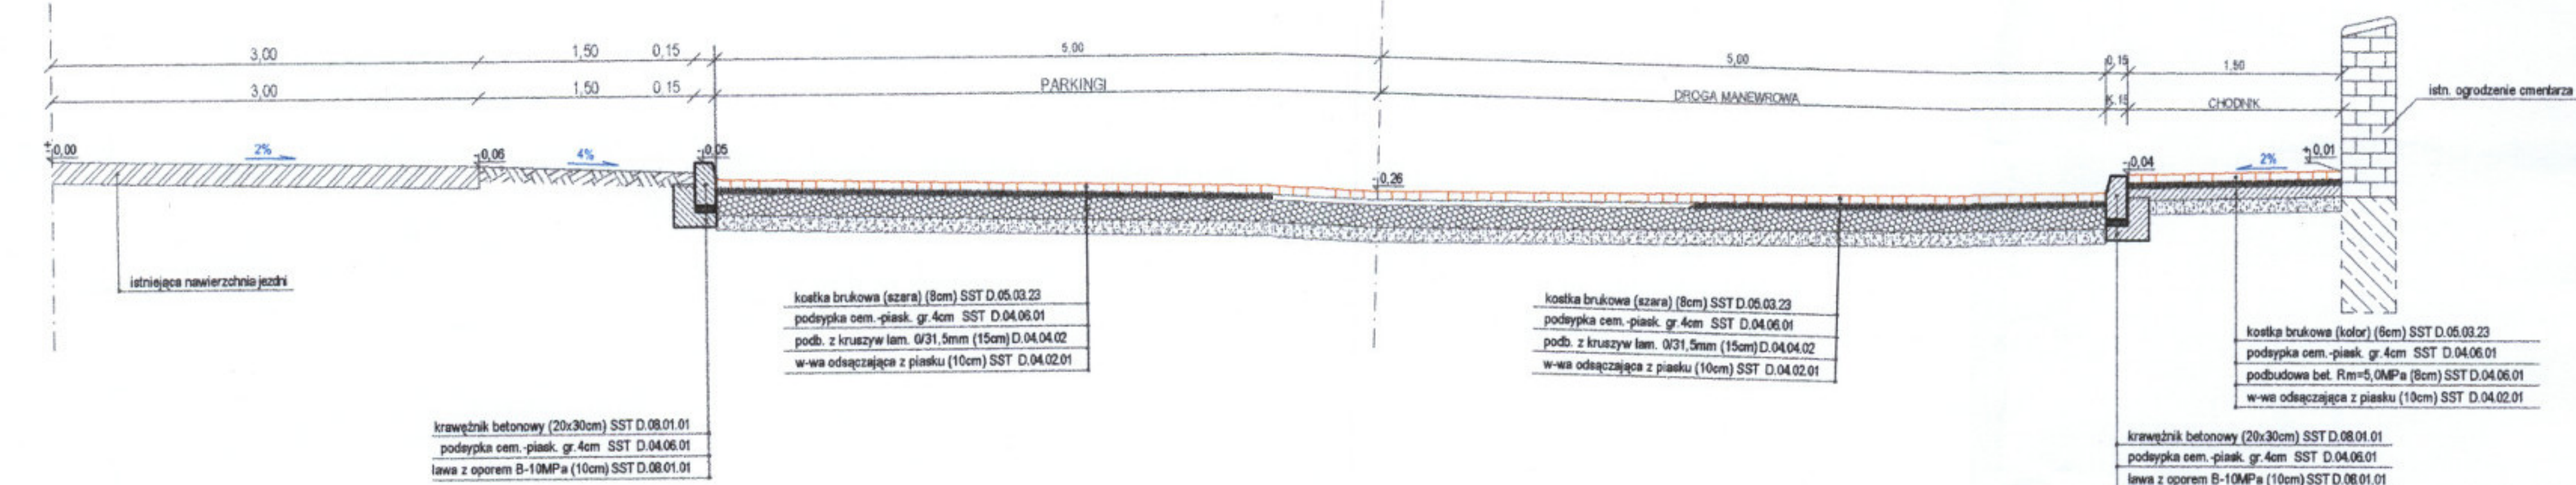 3,00 1,50 0,15 5,00 5,00 0,15 1,50
3,00 1,50 0,15 PARKINGI DROGA MANEWROWA 15 CHODNIK
istn. ogrodzenie cmentarza
±0,00 2% -0,06 4% -0,05 -0,26 -0,04 2% +0,01
istniejąca nawierzchnia jezdni
kostka brukowa (szara) (8cm) SST D.05.03.23
podsypka cem.-piask. gr.4cm SST D.04.06.01
podb. z kruszyw łam. 0/31,5mm (15cm) D.04.04.02
w-wa odsączająca z piasku (10cm) SST D.04.02.01
kostka brukowa (szara) (8cm) SST D.05.03.23
podsypka cem.-piask. gr.4cm SST D.04.06.01
podb. z kruszyw łam. 0/31,5mm (15cm) D.04.04.02
w-wa odsączająca z piasku (10cm) SST D.04.02.01
kostka brukowa (kolor) (6cm) SST D.05.03.23
podsypka cem.-piask. gr.4cm SST D.04.06.01
podbudowa bet. Rm=5,0MPa (8cm) SST D.04.06.01
w-wa odsączająca z piasku (10cm) SST D.04.02.01
krawężnik betonowy (20x30cm) SST D.08.01.01
podsypka cem.-piask. gr.4cm SST D.04.06.01
ława z oporem B-10MPa (10cm) SST D.08.01.01
krawężnik betonowy (20x30cm) SST D.08.01.01
podsypka cem.-piask. gr.4cm SST D.04.06.01
ława z oporem B-10MPa (10cm) SST D.08.01.01